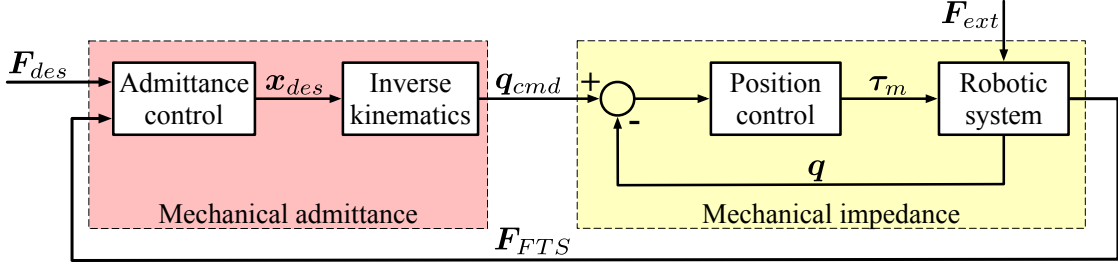 F_des
Admittance
control
x_des
Inverse
kinematics
q_cmd
+
-
Position
control
τ_m
F_ext
Robotic
system
q
Mechanical admittance
Mechanical impedance
F_FTS